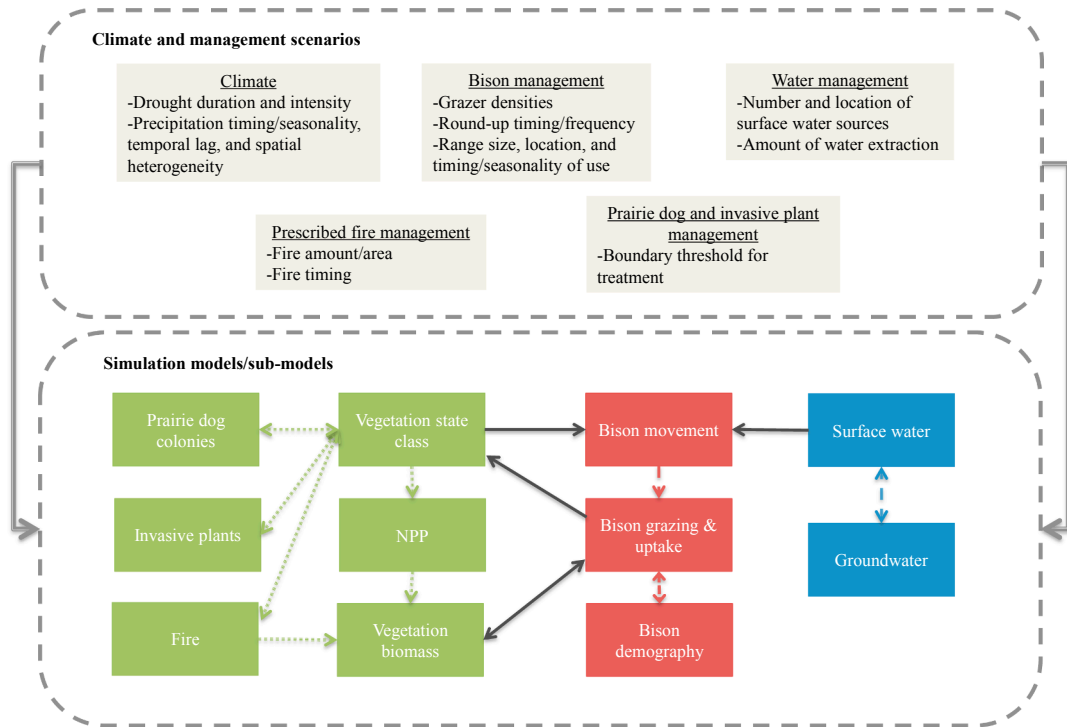 Climate and management scenarios
Climate
-Drought duration and intensity
-Precipitation timing/seasonality,
temporal lag, and spatial
heterogeneity
Bison management
-Grazer densities
-Round-up timing/frequency
-Range size, location, and
timing/seasonality of use
Water management
-Number and location of
surface water sources
-Amount of water extraction
Prescribed fire management
-Fire amount/area
-Fire timing
Prairie dog and invasive plant
management
-Boundary threshold for
treatment
Simulation models/sub-models
Prairie dog
colonies
Vegetation state
class
Bison movement
Surface water
Invasive plants
NPP
Bison grazing &
uptake
Groundwater
Fire
Vegetation
biomass
Bison
demography